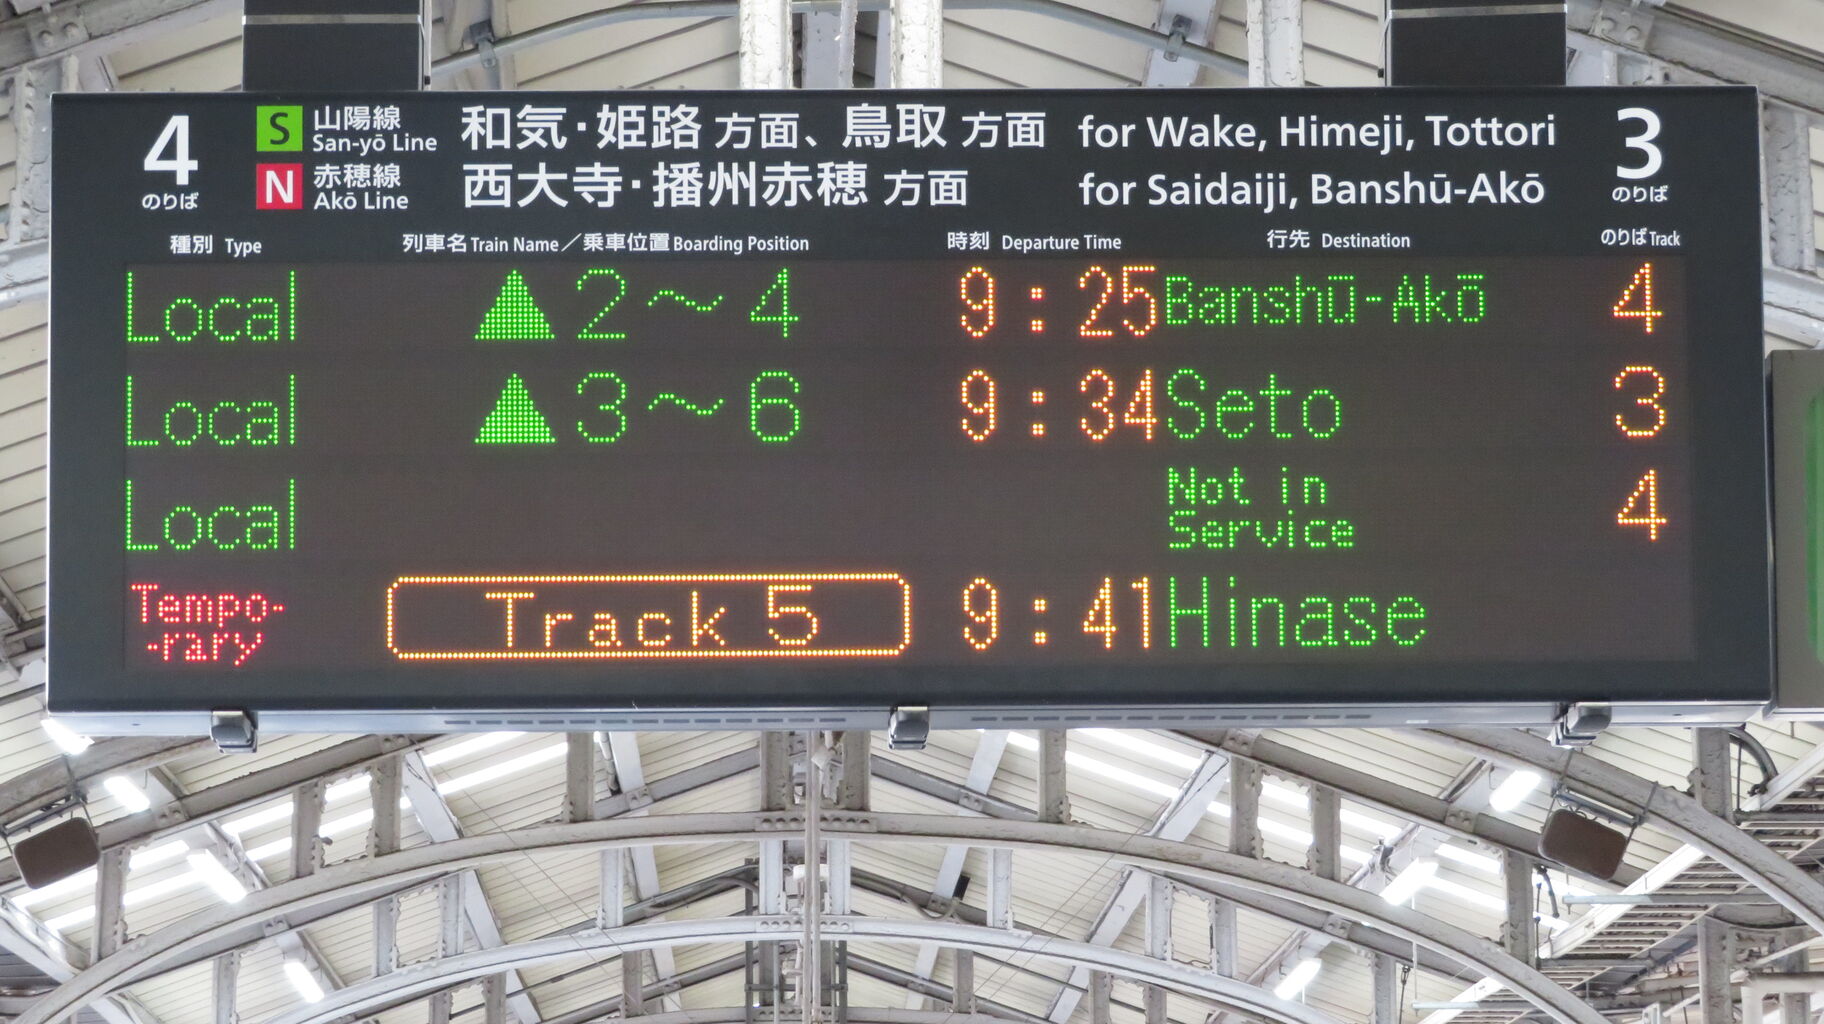 4 のりば
S 山陽線 San-yō Line 和気・姫路 方面、鳥取 方面 for Wake, Himeji, Tottori
N 赤穂線 Akō Line 西大寺・播州赤穂 方面 for Saidaiji, Banshū-Akō
3 のりば
種別 Type 列車名 Train Name／乗車位置 Boarding Position 時刻 Departure Time 行先 Destination のりば Track
Local ▲2～4 9:25 Banshū-Akō 4
Local ▲3～6 9:34 Seto 3
Local Not in Service 4
Tempo-
-rary Track 5 9:41 Hinase